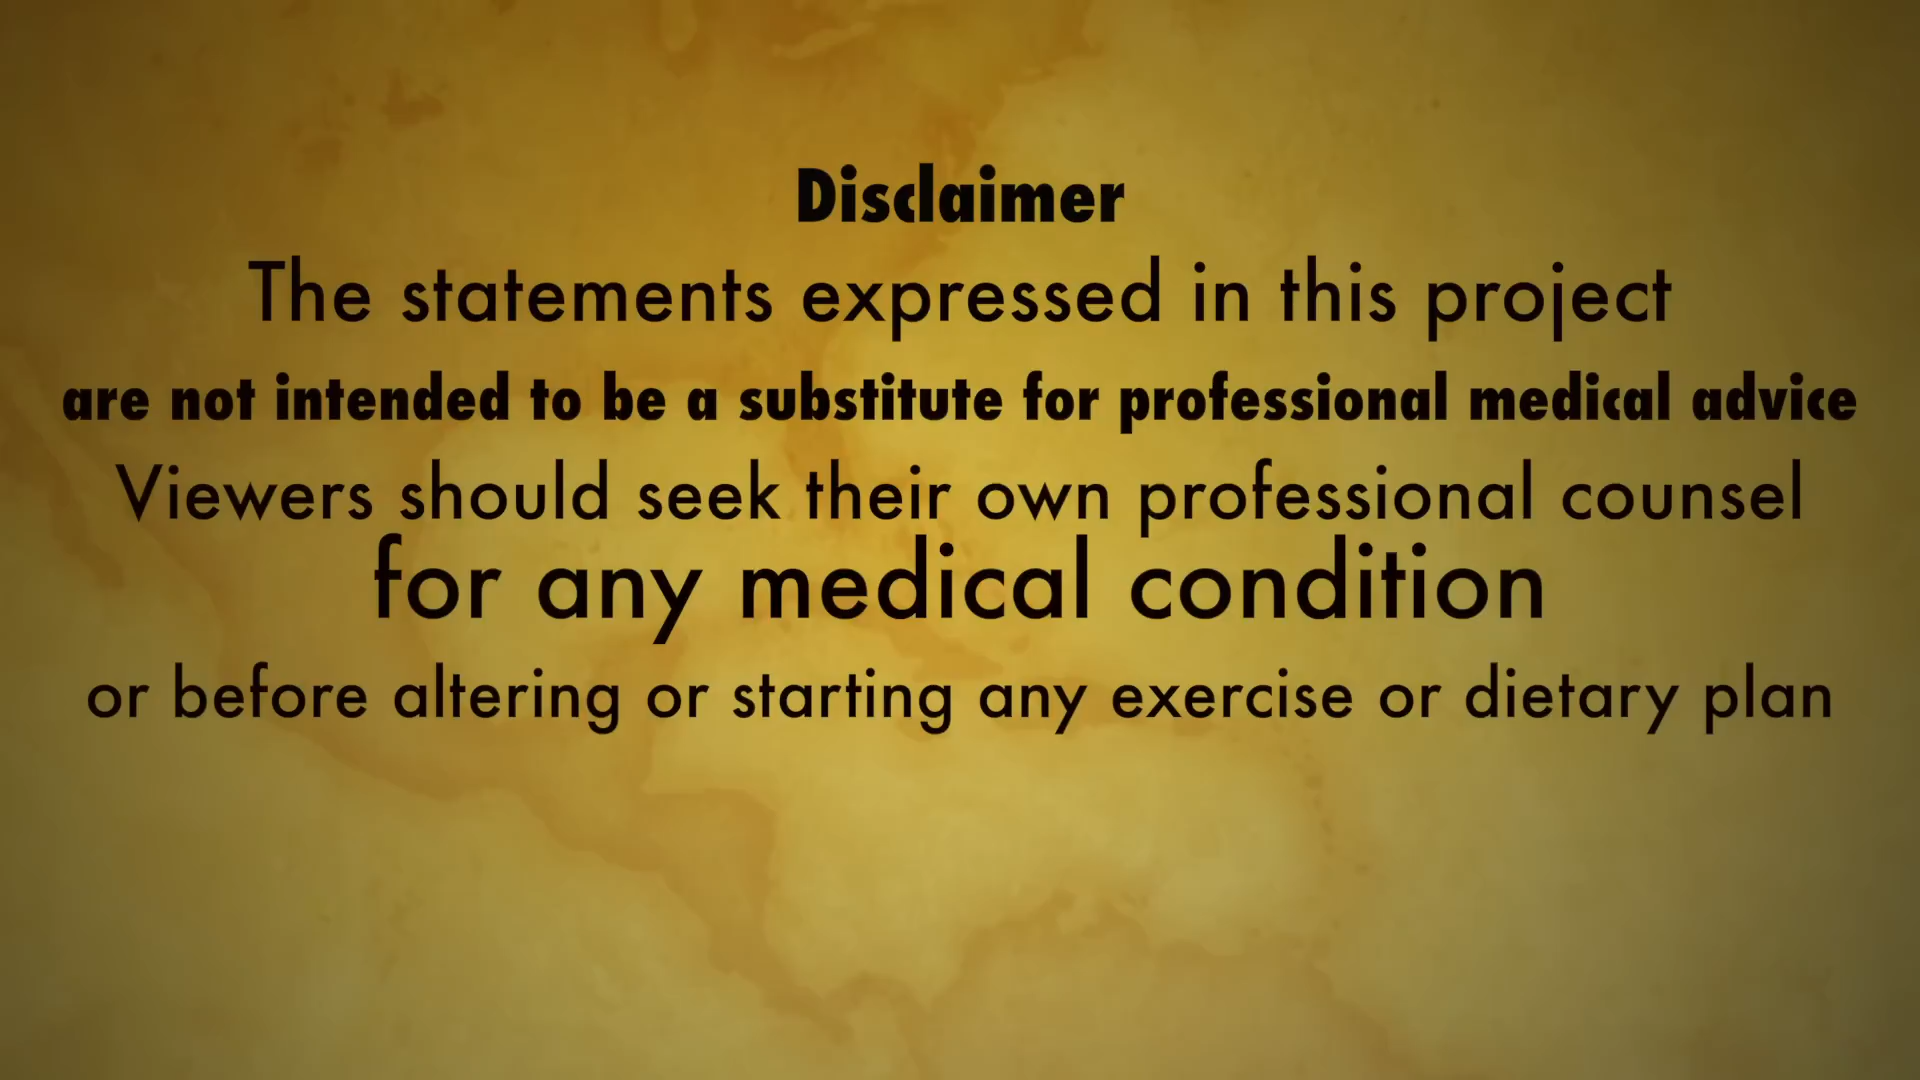 Disclaimer
The statements expressed in this project
are not intended to be a substitute for professional medical advice
Viewers should seek their own professional counsel
for any medical condition
or before altering or starting any exercise or dietary plan